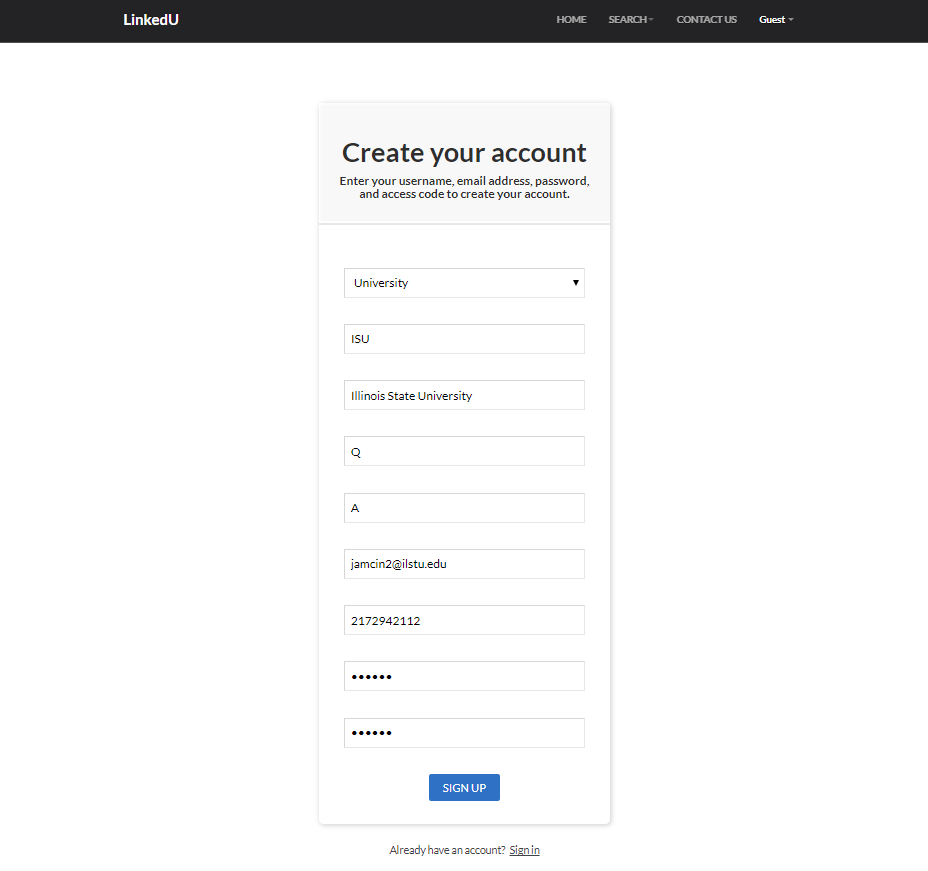 LinkedU
HOME SEARCH CONTACT US Guest
Create your account
Enter your username, email address, password,
and access code to create your account.
University
ISU
Illinois State University
Q
A
jamcin2@ilstu.edu
2172942112
••••••
••••••
SIGN UP
Already have an account? Sign in